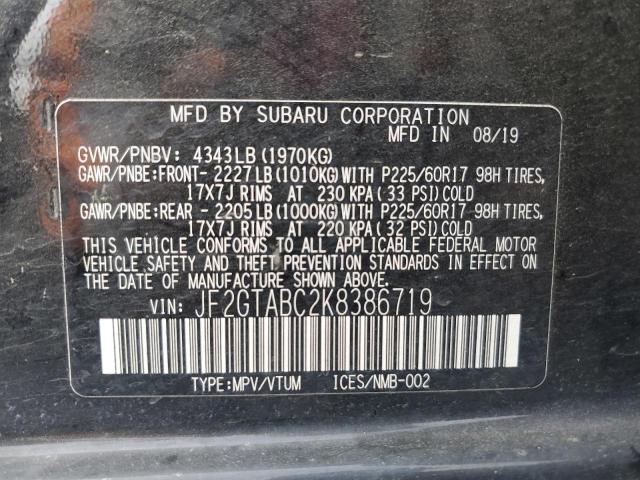 MFD BY SUBARU CORPORATION
MFD IN 08/19
GVWR/PNBV: 4343LB(1970KG)
GAWR/PNBE:FRONT- 2227LB(1010KG)WITH P225/60R17 98H TIRES,
17X7J RIMS AT 230 KPA(33 PSI)COLD
GAWR/PNBE:REAR - 2205LB(1000KG)WITH P225/60R17 98H TIRES,
17X7J RIMS AT 220 KPA(32 PSI)COLD
THIS VEHICLE CONFORMS TO ALL APPLICABLE FEDERAL MOTOR
VEHICLE SAFETY AND THEFT PREVENTION STANDARDS IN EFFECT ON
THE DATE OF MANUFACTURE SHOWN ABOVE.
VIN: JF2GTABC2K8386719
TYPE:MPV/VTUM ICES/NMB-002